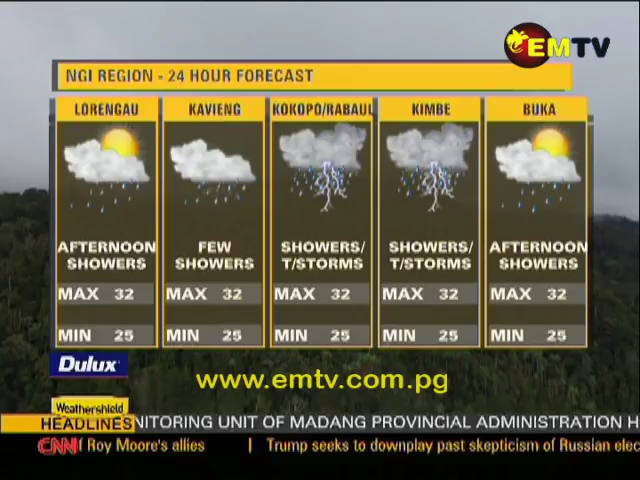 EMTV
NGI REGION - 24 HOUR FORECAST
LORENGAU
AFTERNOON
SHOWERS
MAX 32
MIN 25
KAVIENG
FEW
SHOWERS
MAX 32
MIN 25
KOKOPO/RABAUL
SHOWERS/
T/STORMS
MAX 32
MIN 25
KIMBE
SHOWERS/
T/STORMS
MAX 32
MIN 25
BUKA
AFTERNOON
SHOWERS
MAX 32
MIN 25
Dulux
www.emtv.com.pg
Weathershield
HEADLINES NITORING UNIT OF MADANG PROVINCIAL ADMINISTRATION H
CNN f Roy Moore's allies | Trump seeks to downplay past skepticism of Russian elec